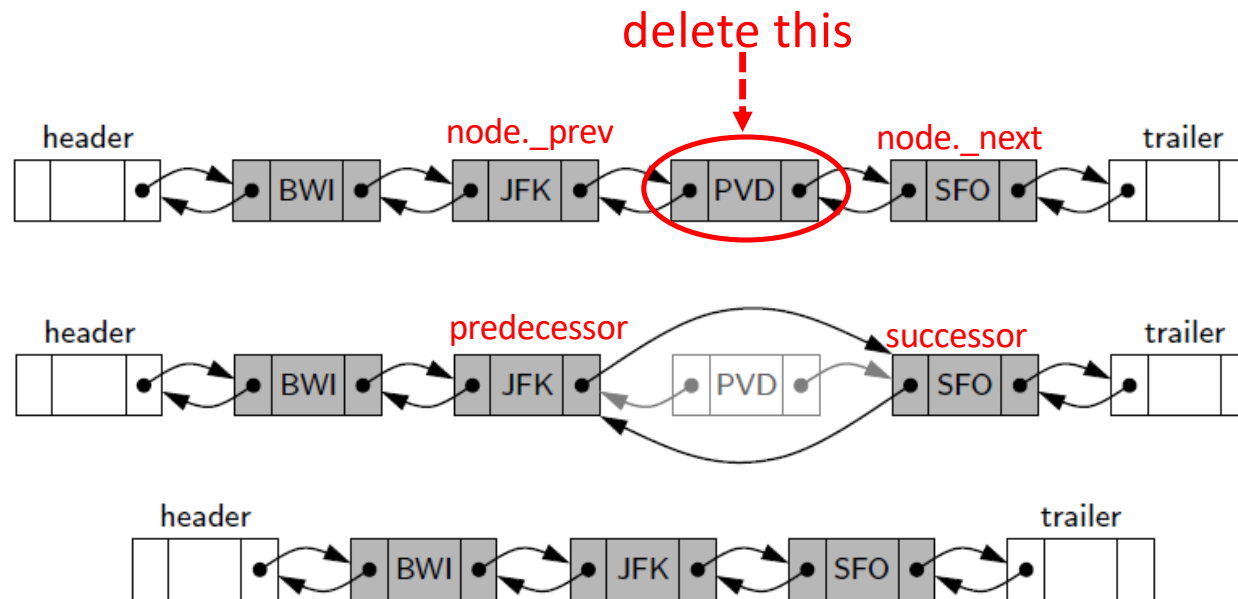 delete this
header node._prev node._next trailer
BWI JFK PVD SFO
header predecessor successor trailer
BWI JFK PVD SFO
header trailer
BWI JFK SFO